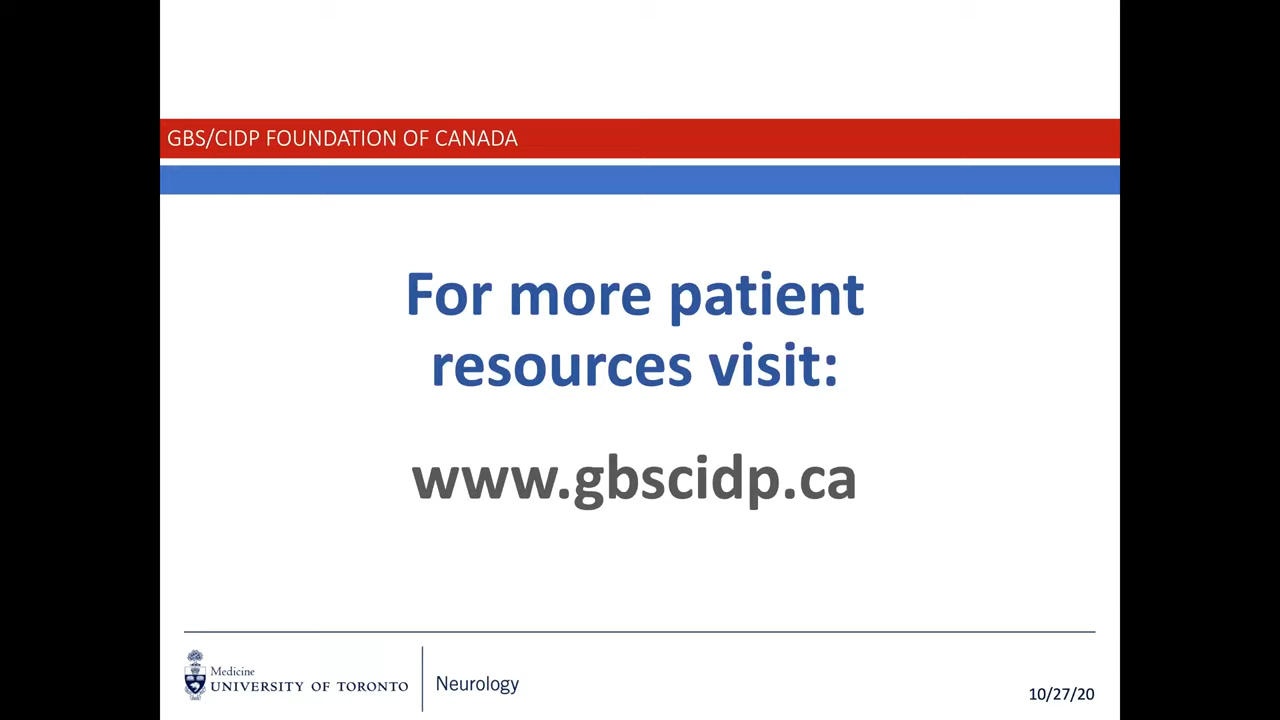 GBS/CIDP FOUNDATION OF CANADA
For more patient
resources visit:
www.gbscidp.ca
Medicine
UNIVERSITY OF TORONTO
Neurology
10/27/20